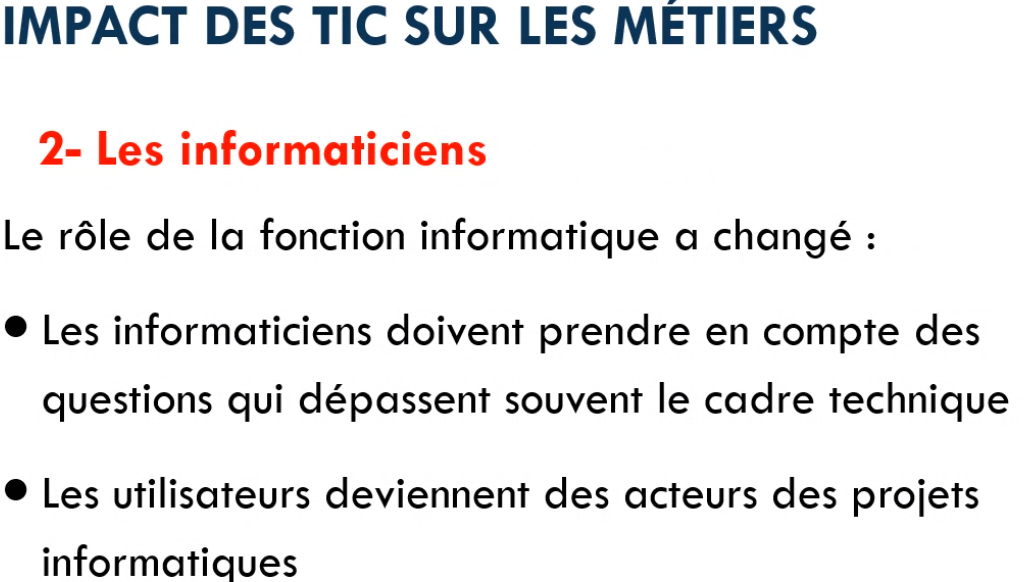 IMPACT DES TIC SUR LES MÉTIERS
2- Les informaticiens
Le rôle de la fonction informatique a changé :
● Les informaticiens doivent prendre en compte des
questions qui dépassent souvent le cadre technique
● Les utilisateurs deviennent des acteurs des projets
informatiques